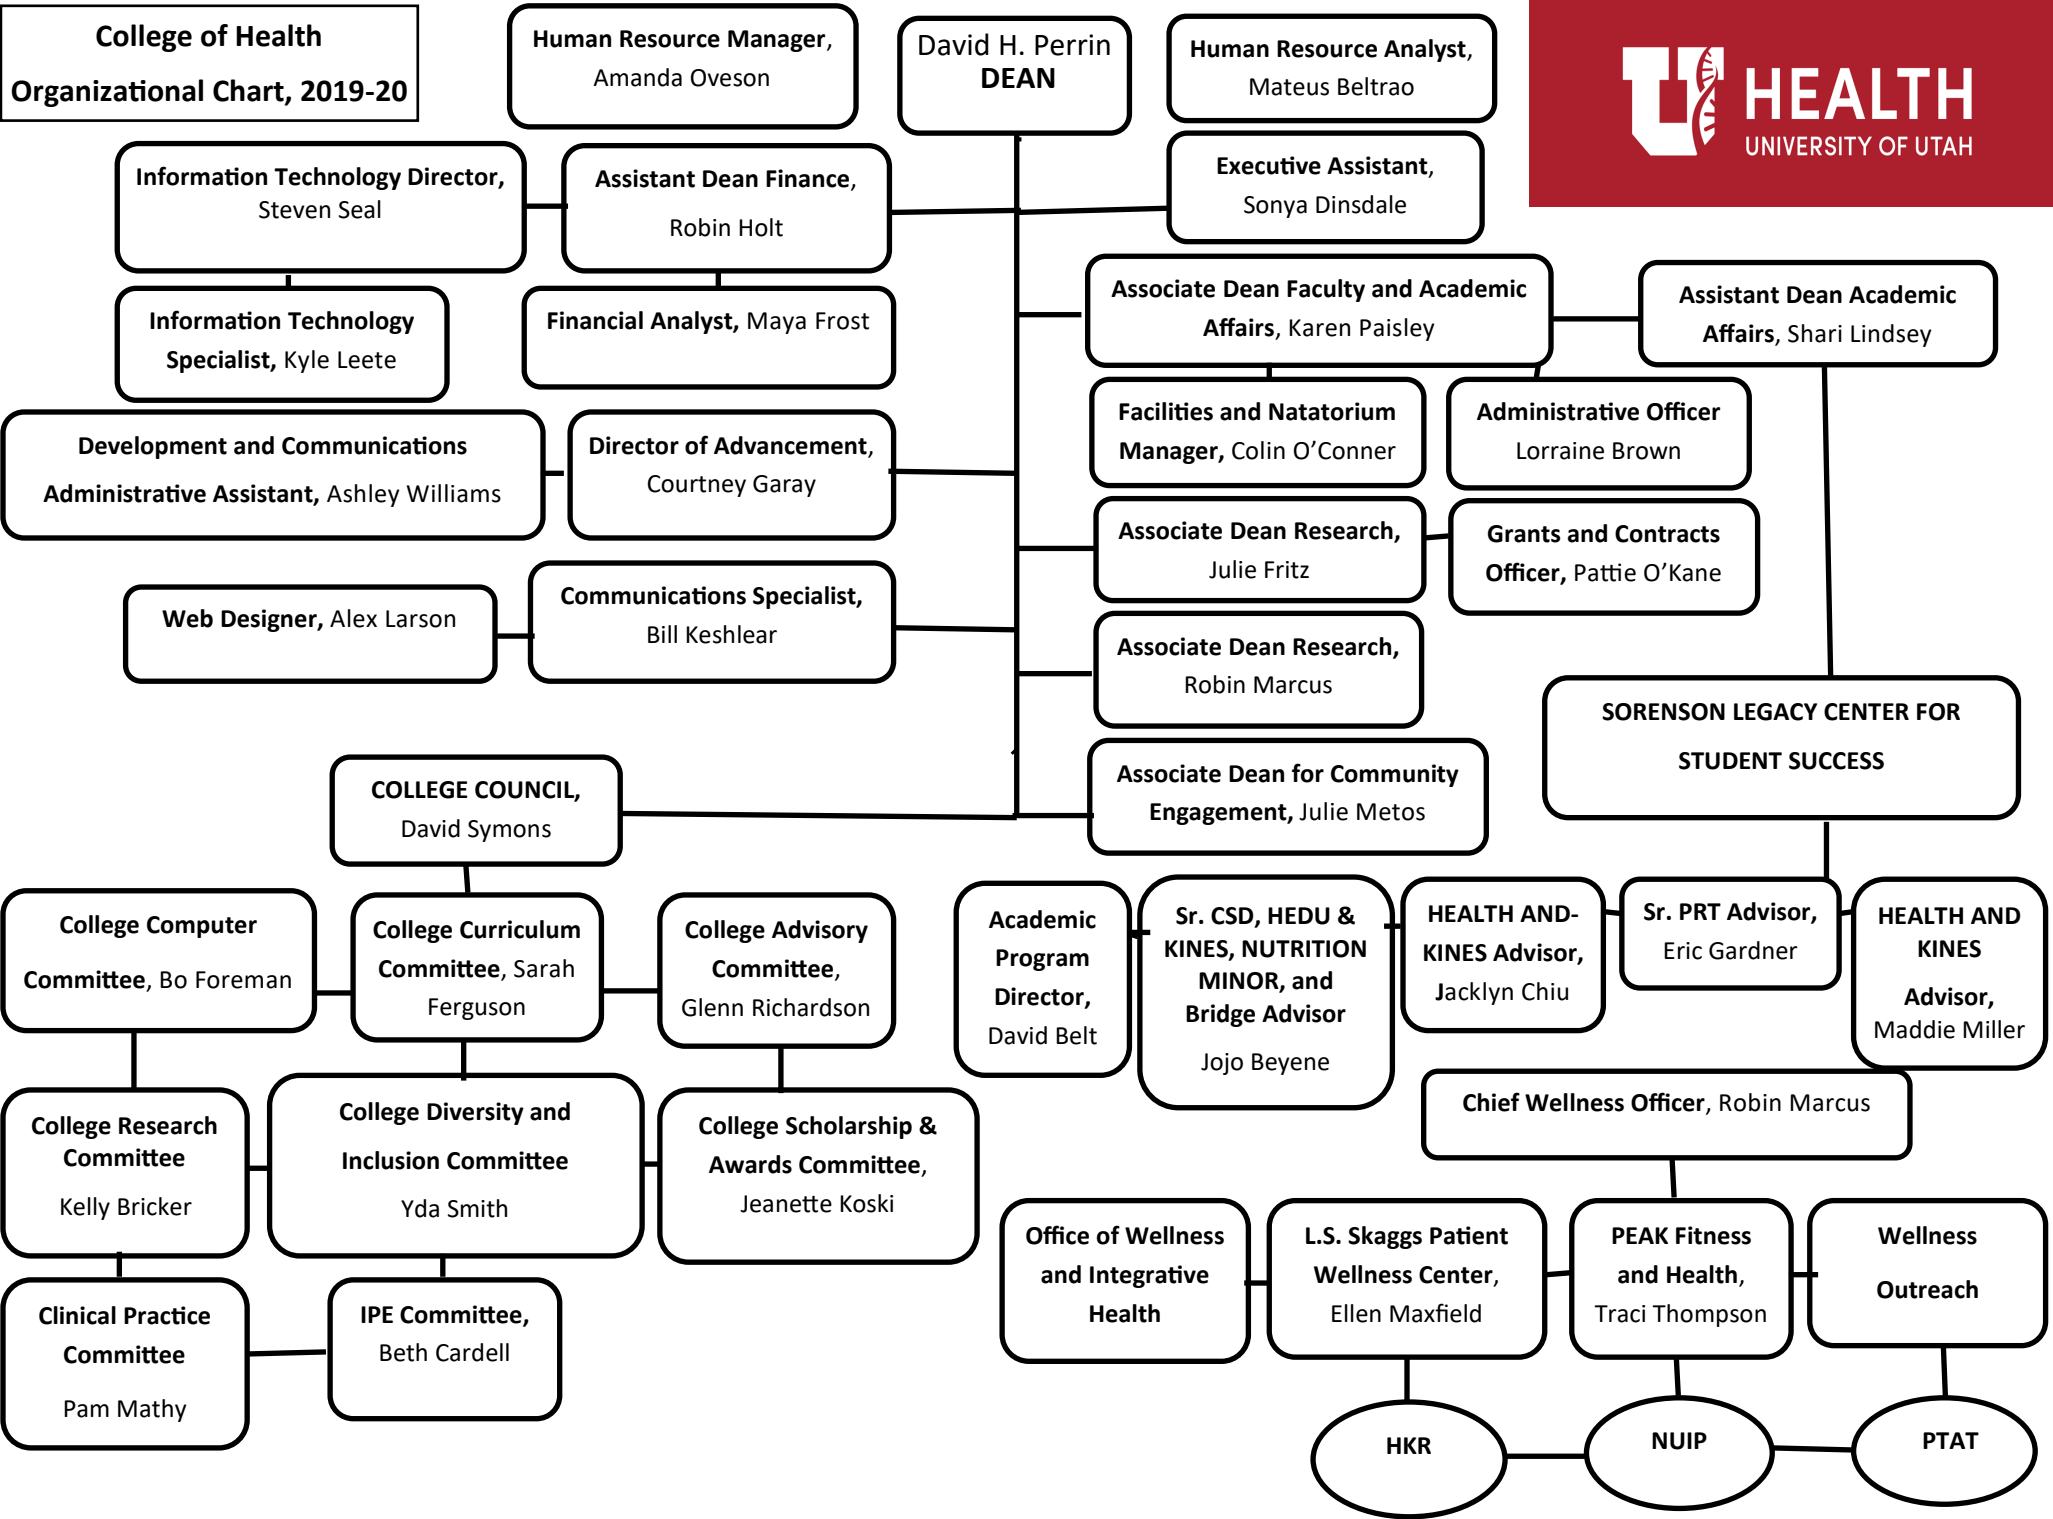 College of Health
Organizational Chart, 2019-20
Human Resource Manager,
Amanda Oveson
David H. Perrin
DEAN
Human Resource Analyst,
Mateus Beltrao
U HEALTH
UNIVERSITY OF UTAH
Information Technology Director,
Steven Seal
Assistant Dean Finance,
Robin Holt
Executive Assistant,
Sonya Dinsdale
Information Technology
Specialist, Kyle Leete
Financial Analyst, Maya Frost
Associate Dean Faculty and Academic
Affairs, Karen Paisley
Assistant Dean Academic
Affairs, Shari Lindsey
Facilities and Natatorium
Manager, Colin O’Conner
Administrative Officer
Lorraine Brown
Development and Communications
Administrative Assistant, Ashley Williams
Director of Advancement,
Courtney Garay
Associate Dean Research,
Julie Fritz
Grants and Contracts
Officer, Pattie O’Kane
Web Designer, Alex Larson
Communications Specialist,
Bill Keshlear
Associate Dean Research,
Robin Marcus
SORENSON LEGACY CENTER FOR
STUDENT SUCCESS
COLLEGE COUNCIL,
David Symons
Associate Dean for Community
Engagement, Julie Metos
College Computer
Committee, Bo Foreman
College Curriculum
Committee, Sarah
Ferguson
College Advisory
Committee,
Glenn Richardson
Academic
Program
Director,
David Belt
Sr. CSD, HEDU &
KINES, NUTRITION
MINOR, and
Bridge Advisor
Jojo Beyene
HEALTH AND-
KINES Advisor,
Jacklyn Chiu
Sr. PRT Advisor,
Eric Gardner
HEALTH AND
KINES
Advisor,
Maddie Miller
College Research
Committee
Kelly Bricker
College Diversity and
Inclusion Committee
Yda Smith
College Scholarship &
Awards Committee,
Jeanette Koski
Chief Wellness Officer, Robin Marcus
Clinical Practice
Committee
Pam Mathy
IPE Committee,
Beth Cardell
Office of Wellness
and Integrative
Health
L.S. Skaggs Patient
Wellness Center,
Ellen Maxfield
PEAK Fitness
and Health,
Traci Thompson
Wellness
Outreach
HKR
NUIP
PTAT